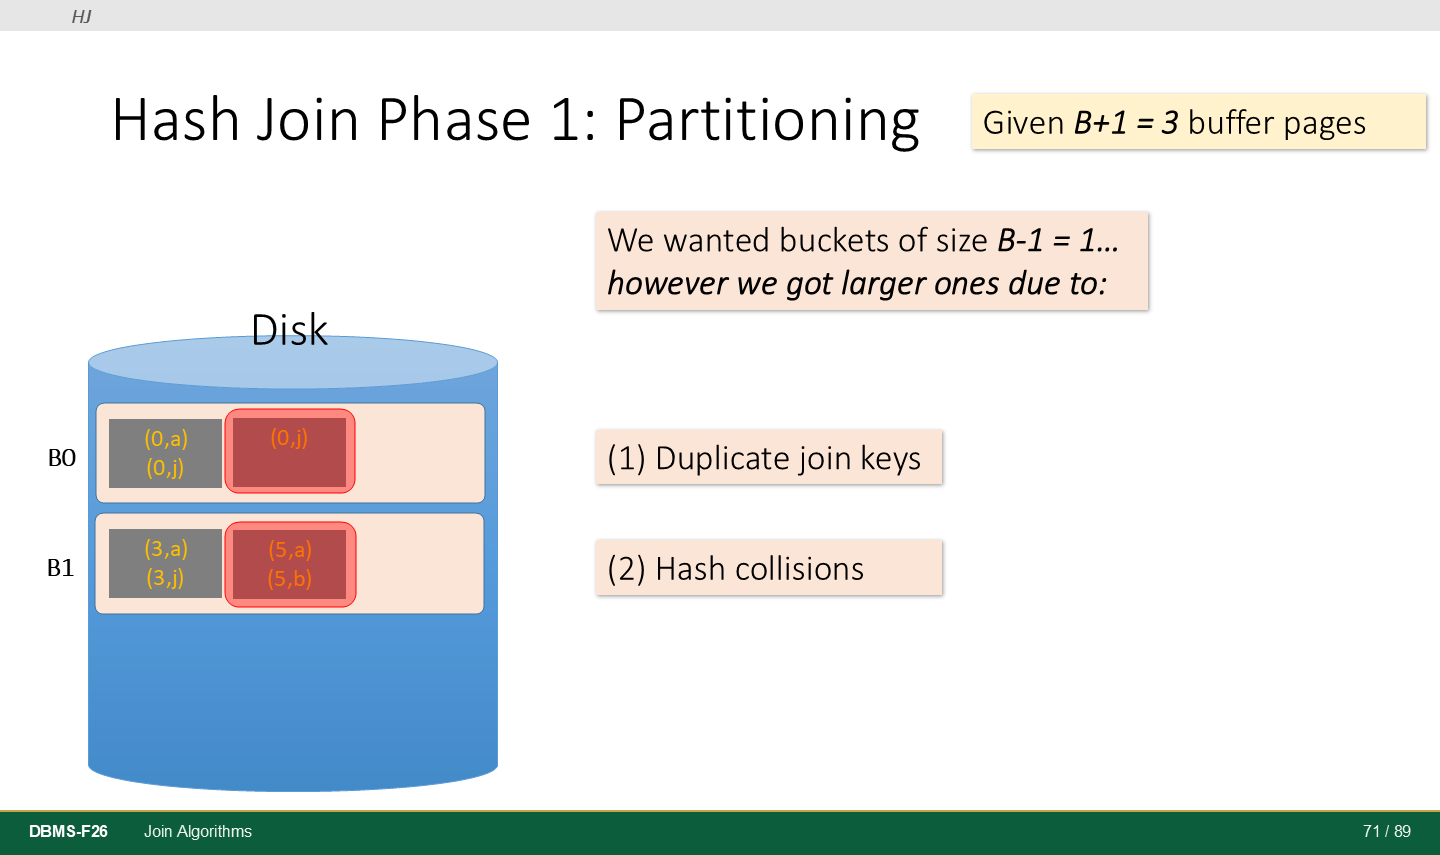 HJ
Hash Join Phase 1: Partitioning
Given B+1 = 3 buffer pages
We wanted buckets of size B-1 = 1…
however we got larger ones due to:
Disk
B0
(0,a)
(0,j)
(0,j)
(1) Duplicate join keys
B1
(3,a)
(3,j)
(5,a)
(5,b)
(2) Hash collisions
DBMS-F26
Join Algorithms
71 / 89